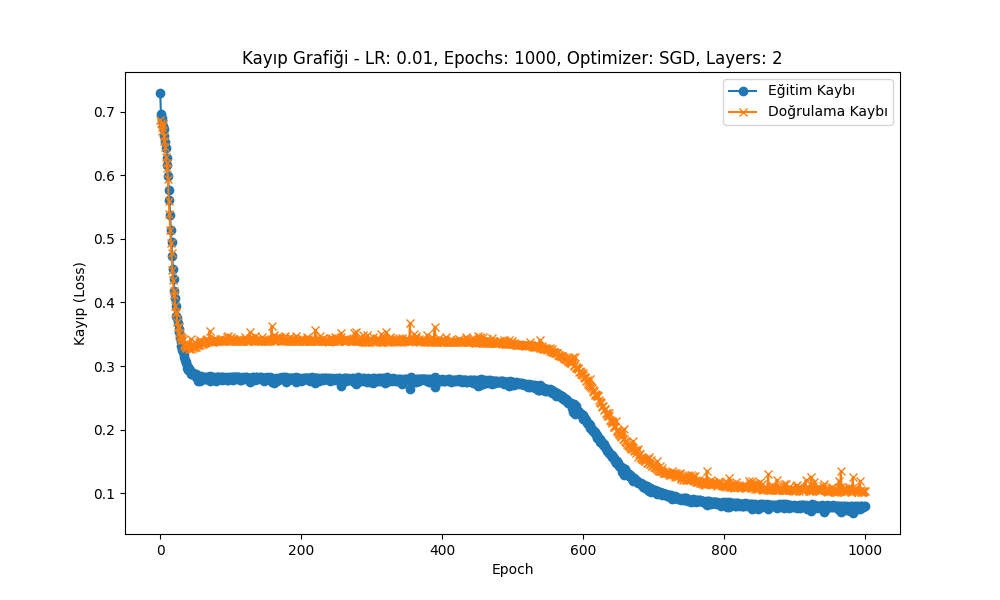 Kayıp Grafiği - LR: 0.01, Epochs: 1000, Optimizer: SGD, Layers: 2
Eğitim Kaybı
Doğrulama Kaybı
Kayıp (Loss)
0.7
0.6
0.5
0.4
0.3
0.2
0.1
0 200 400 600 800 1000
Epoch